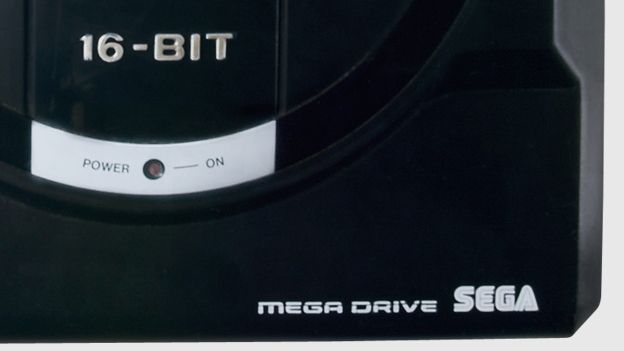 16-BIT
POWER — ON
MEGA DRIVE SEGA